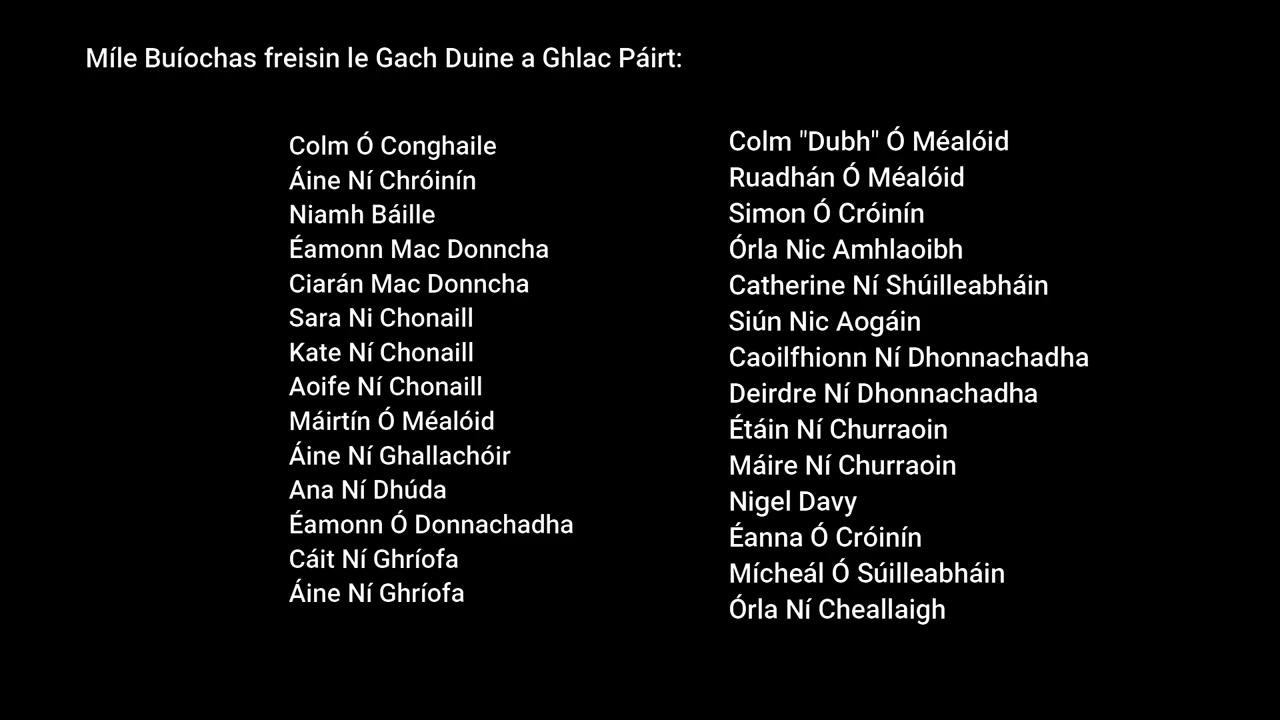 Míle Buíochas freisin le Gach Duine a Ghlac Páirt:
Colm Ó Conghaile
Áine Ní Chróinín
Niamh Báille
Éamonn Mac Donncha
Ciarán Mac Donncha
Sara Ni Chonaill
Kate Ní Chonaill
Aoife Ní Chonaill
Máirtín Ó Méalóid
Áine Ní Ghallachóir
Ana Ní Dhúda
Éamonn Ó Donnachadha
Cáit Ní Ghríofa
Áine Ní Ghríofa
Colm "Dubh" Ó Méalóid
Ruadhán Ó Méalóid
Simon Ó Cróinín
Órla Nic Amhlaoibh
Catherine Ní Shúilleabháin
Siún Nic Aogáin
Caoilfhionn Ní Dhonnachadha
Deirdre Ní Dhonnachadha
Étáin Ní Churraoin
Máire Ní Churraoin
Nigel Davy
Éanna Ó Cróinín
Mícheál Ó Súilleabháin
Órla Ní Cheallaigh